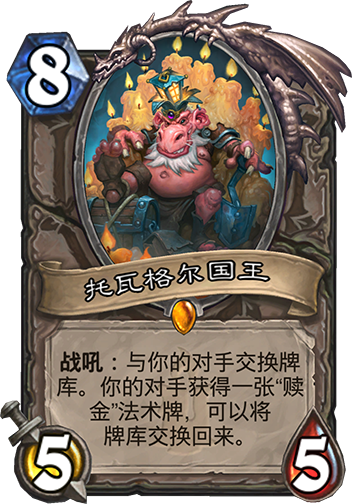 8
托瓦格尔国王
战吼：与你的对手交换牌
库。你的对手获得一张“赎
金”法术牌，可以将
牌库交换回来。
5
5